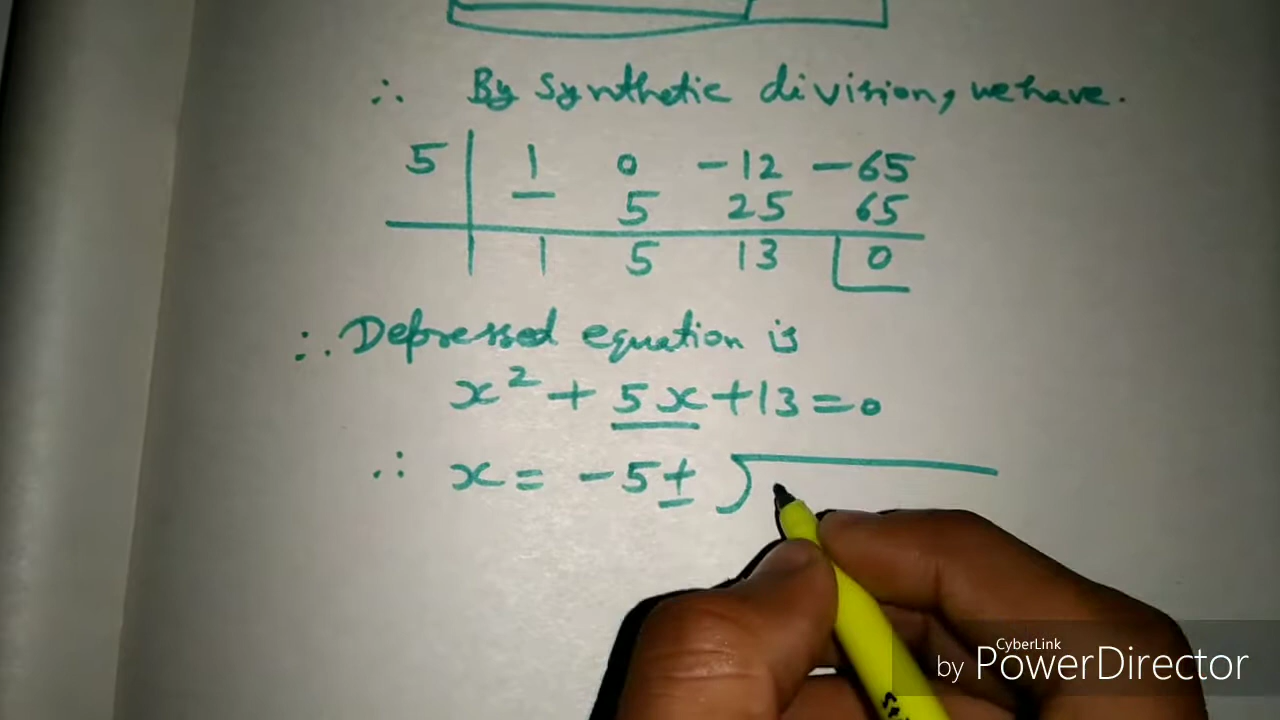 ∴ By Synthetic division, we have.
5 | 1 0 -12 -65
5 25 65
1 5 13 0
∴ Depressed equation is
x² + 5x + 13 = 0
∴ x = -5 ± √
CyberLink
by PowerDirector